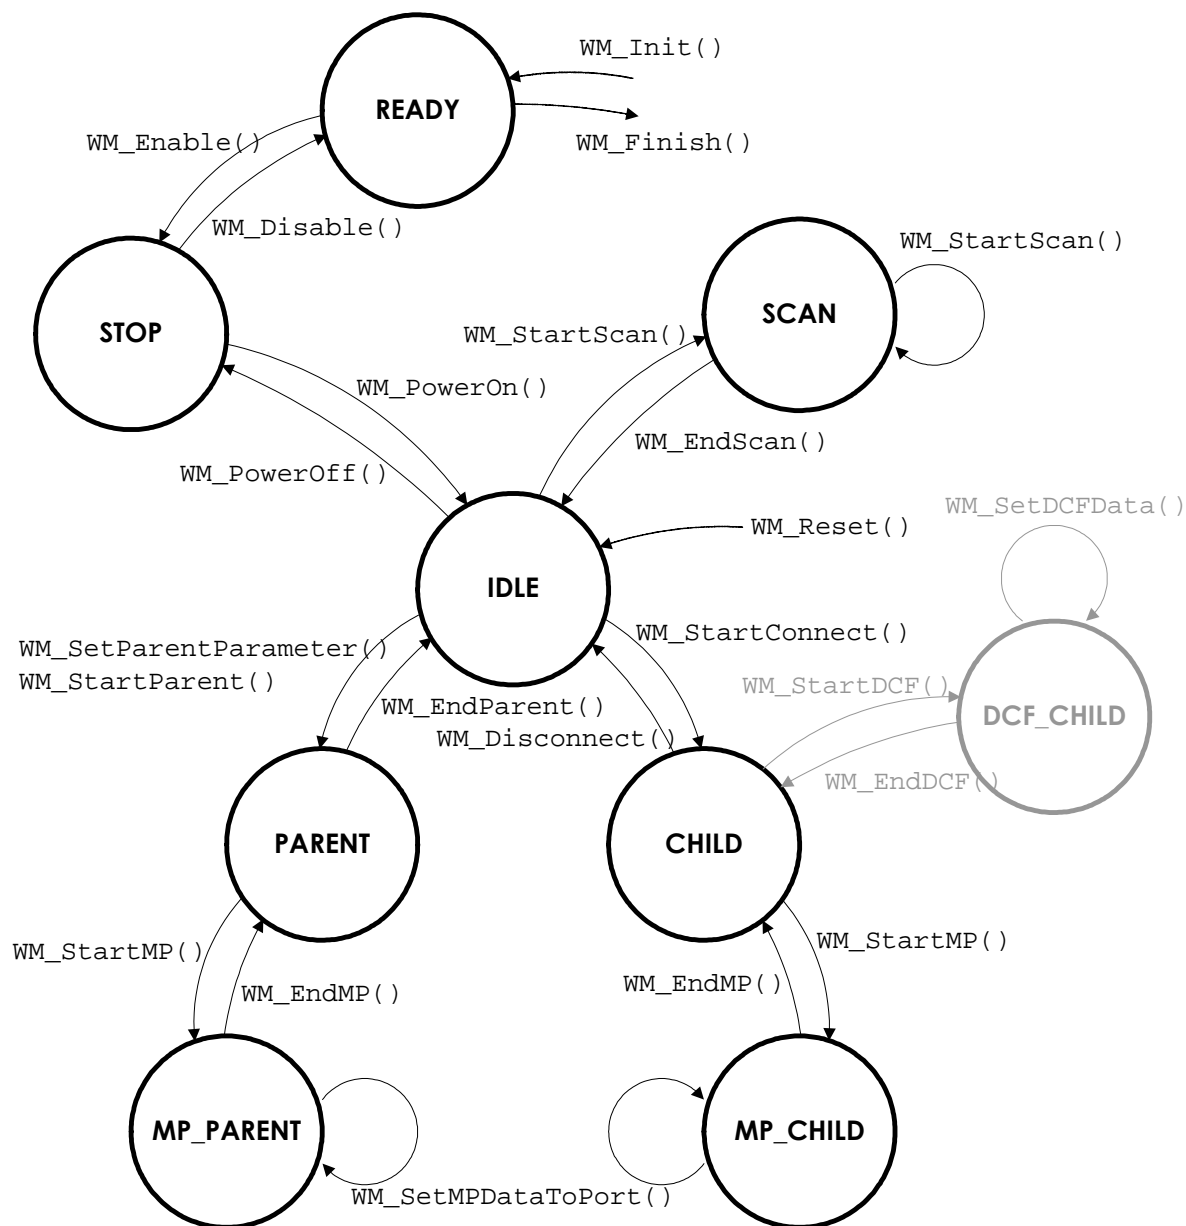 WM_Init()
READY
WM_Enable()
WM_Finish()
WM_Disable()
WM_StartScan()
SCAN
STOP
WM_StartScan()
WM_PowerOn()
WM_EndScan()
WM_PowerOff()
WM_SetDCFData()
WM_Reset()
IDLE
WM_SetParentParameter()
WM_StartParent()
WM_StartConnect()
WM_StartDCF()
WM_EndParent()
WM_Disconnect()
DCF_CHILD
WM_EndDCF()
PARENT
CHILD
WM_StartMP()
WM_StartMP()
WM_EndMP()
WM_EndMP()
MP_PARENT
MP_CHILD
WM_SetMPDataToPort()